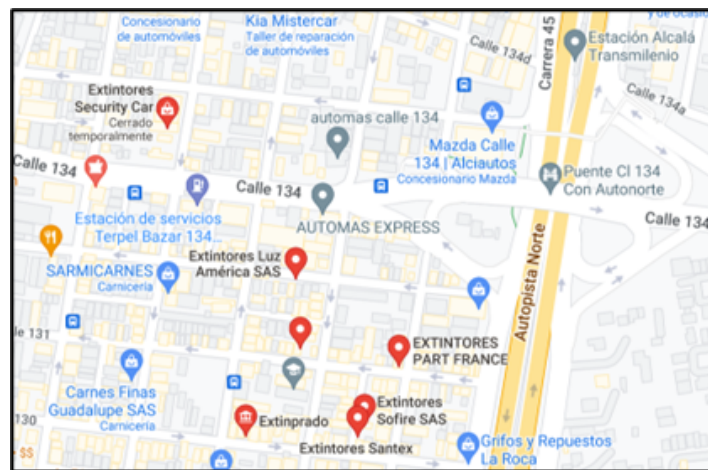 Concesionario
de automóviles
Kia Mistercar
Taller de reparación
de automóviles
Calle 134d
Carrera 45
Estación Alcalá
Transmilenio
Calle 134a
Extintores
Security Car
Cerrado
temporalmente
automas calle 134
Mazda Calle
134 | Alciautos
Concesionario Mazda
Puente Cl 134
Con Autonorte
Calle 134
Calle 134
Calle 134
Estación de servicios
Terpel Bazar 134...
AUTOMAS EXPRESS
Extintores Luz
América SAS
SARMICARNES
Carnicería
Autopista Norte
le 131
EXTINTORES
PART FRANCE
Carnes Finas
Guadalupe SAS
Carnicería
Extintores
Sofire SAS
Extinprado
130
Extintores Santex
Grifos y Repuestos
La Roca
$$